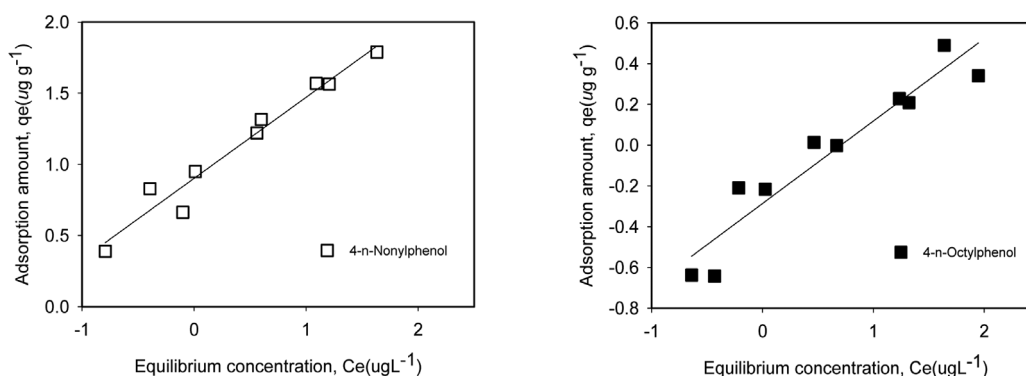 2.0
1.5
1.0
0.5
0.0
Adsorption amount, qe(ug g-1)
4-n-Nonylphenol
-1 0 1 2
Equilibrium concentration, Ce(ugL-1)
0.6
0.4
0.2
0.0
-0.2
-0.4
-0.6
-0.8
Adsorption amount, qe(ug g-1)
4-n-Octylphenol
-1 0 1 2
Equilibrium concentration, Ce(ugL-1)